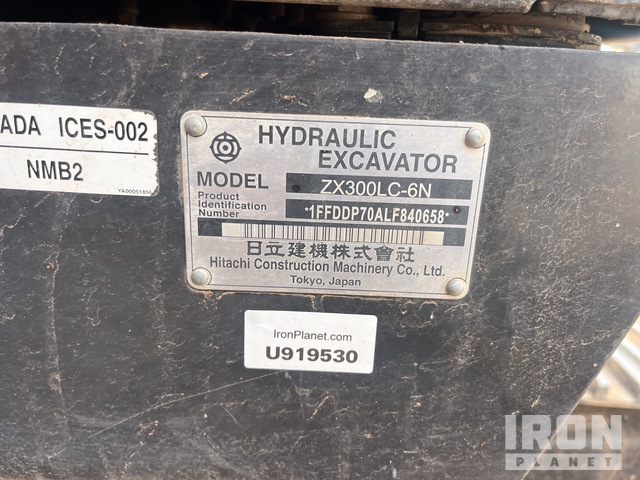 ADA ICES-002
NMB2
YA00051856
HYDRAULIC
EXCAVATOR
MODEL ZX300LC-6N
Product
Identification
Number *1FFDDP70ALF840658*
日立建機株式會社
Hitachi Construction Machinery Co., Ltd.
Tokyo, Japan
IronPlanet.com
U919530
IRON
PLANET